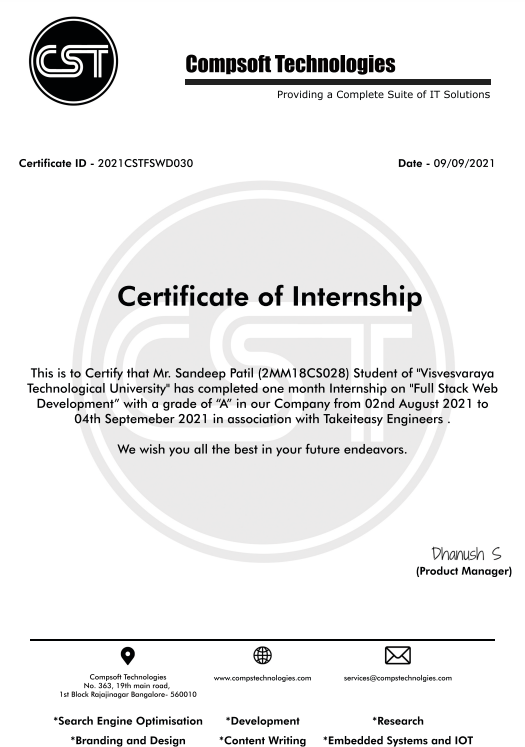 CST
Compsoft Technologies
Providing a Complete Suite of IT Solutions
Certificate ID - 2021CSTFSWD030
Date - 09/09/2021
CST
Certificate of Internship
This is to Certify that Mr. Sandeep Patil (2MM18CS028) Student of "Visvesvaraya
Technological University" has completed one month Internship on "Full Stack Web
Development” with a grade of “A” in our Company from 02nd August 2021 to
04th Septemeber 2021 in association with Takeiteasy Engineers .
We wish you all the best in your future endeavors.
Dhanush S
(Product Manager)
Compsoft Technologies
No. 363, 19th main road,
1st Block Rajajinagar Bangalore- 560010
www.compstechnologies.com
services@compstechnolgies.com
*Search Engine Optimisation *Development *Research
*Branding and Design *Content Writing *Embedded Systems and IOT